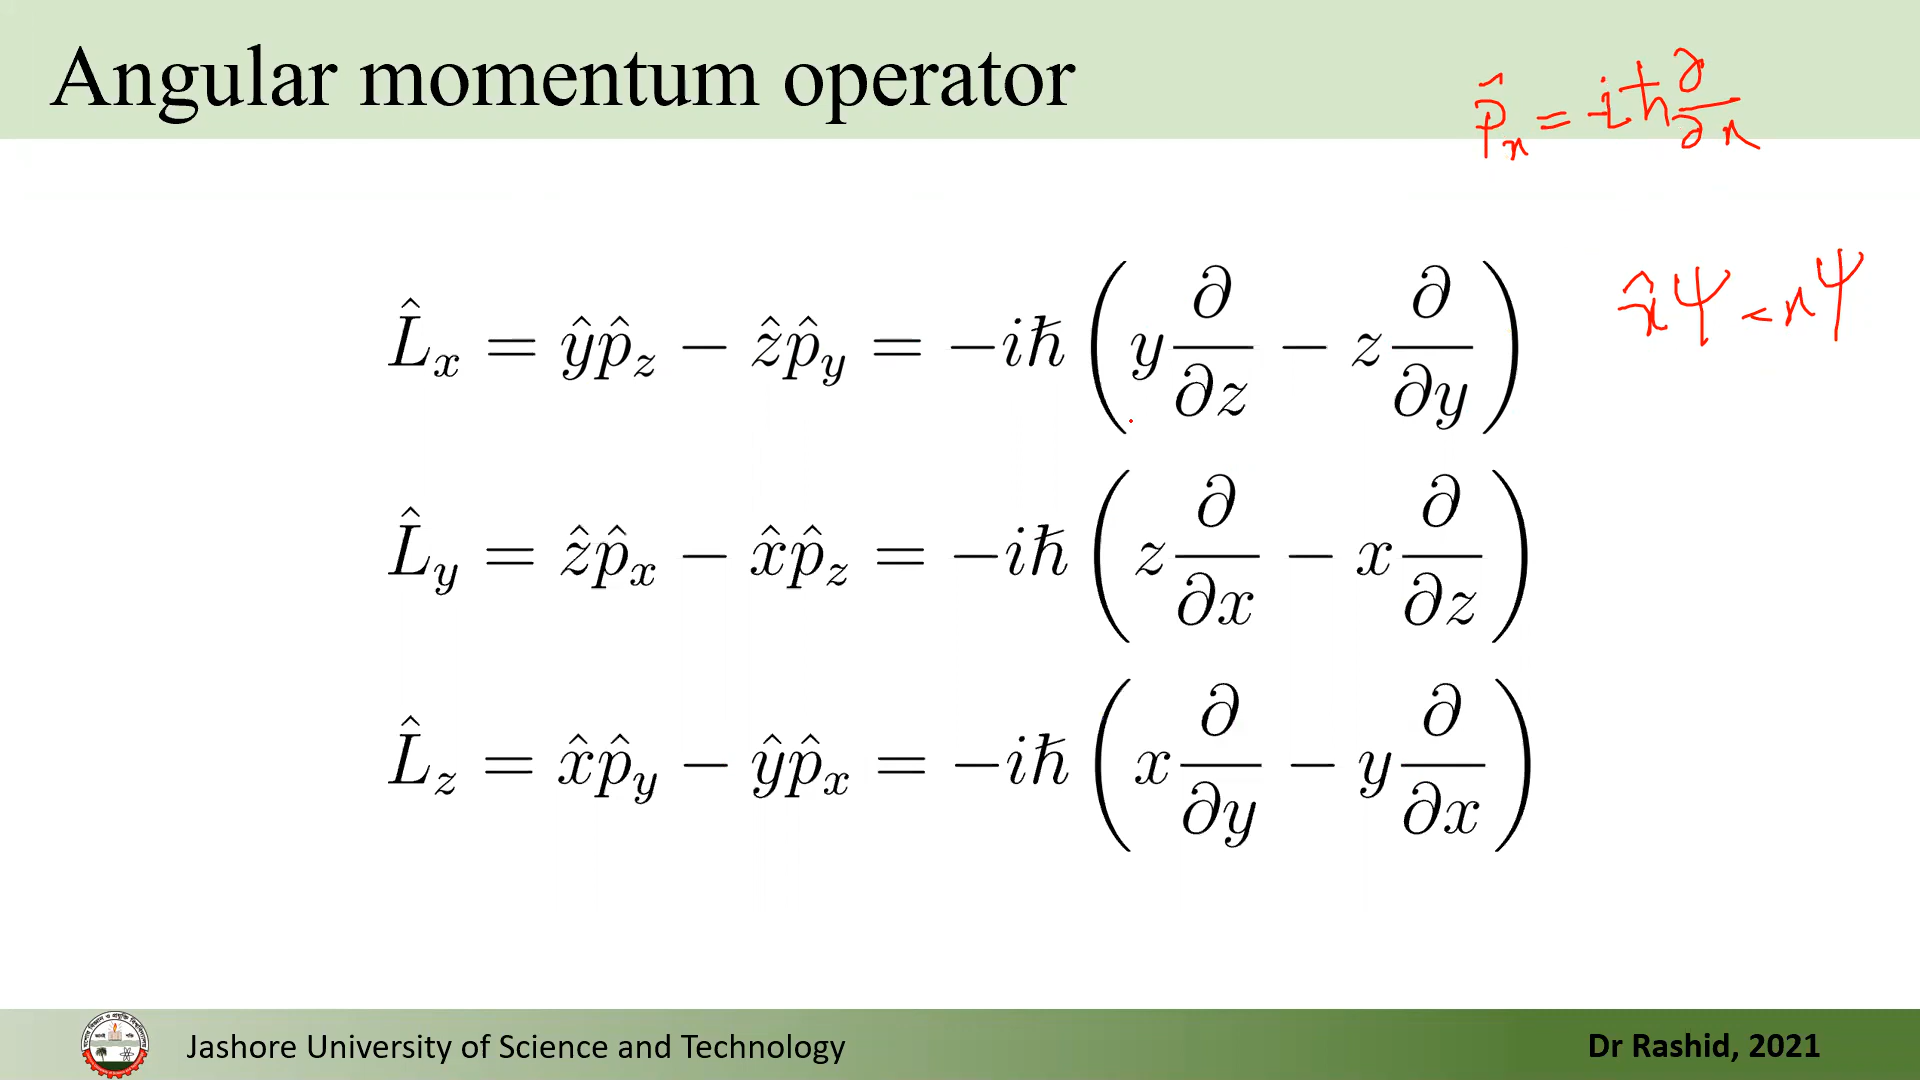 Angular momentum operator
p̂ₓ = -iħ ∂/∂x
x̂ψ = xψ
L̂ₓ = ŷp̂_z − ẑp̂_y = −iħ ( y ∂/∂z − z ∂/∂y )
L̂_y = ẑp̂ₓ − x̂p̂_z = −iħ ( z ∂/∂x − x ∂/∂z )
L̂_z = x̂p̂_y − ŷp̂ₓ = −iħ ( x ∂/∂y − y ∂/∂x )
Jashore University of Science and Technology
Dr Rashid, 2021